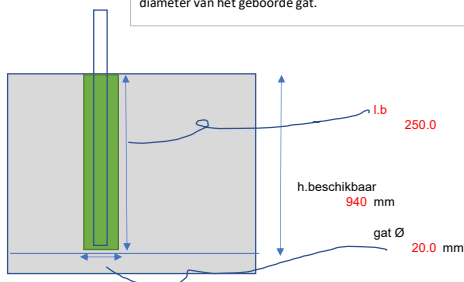 diameter van het geboorde gat.
l.b
250.0
h.beschikbaar
940 mm
gat Ø
20.0 mm